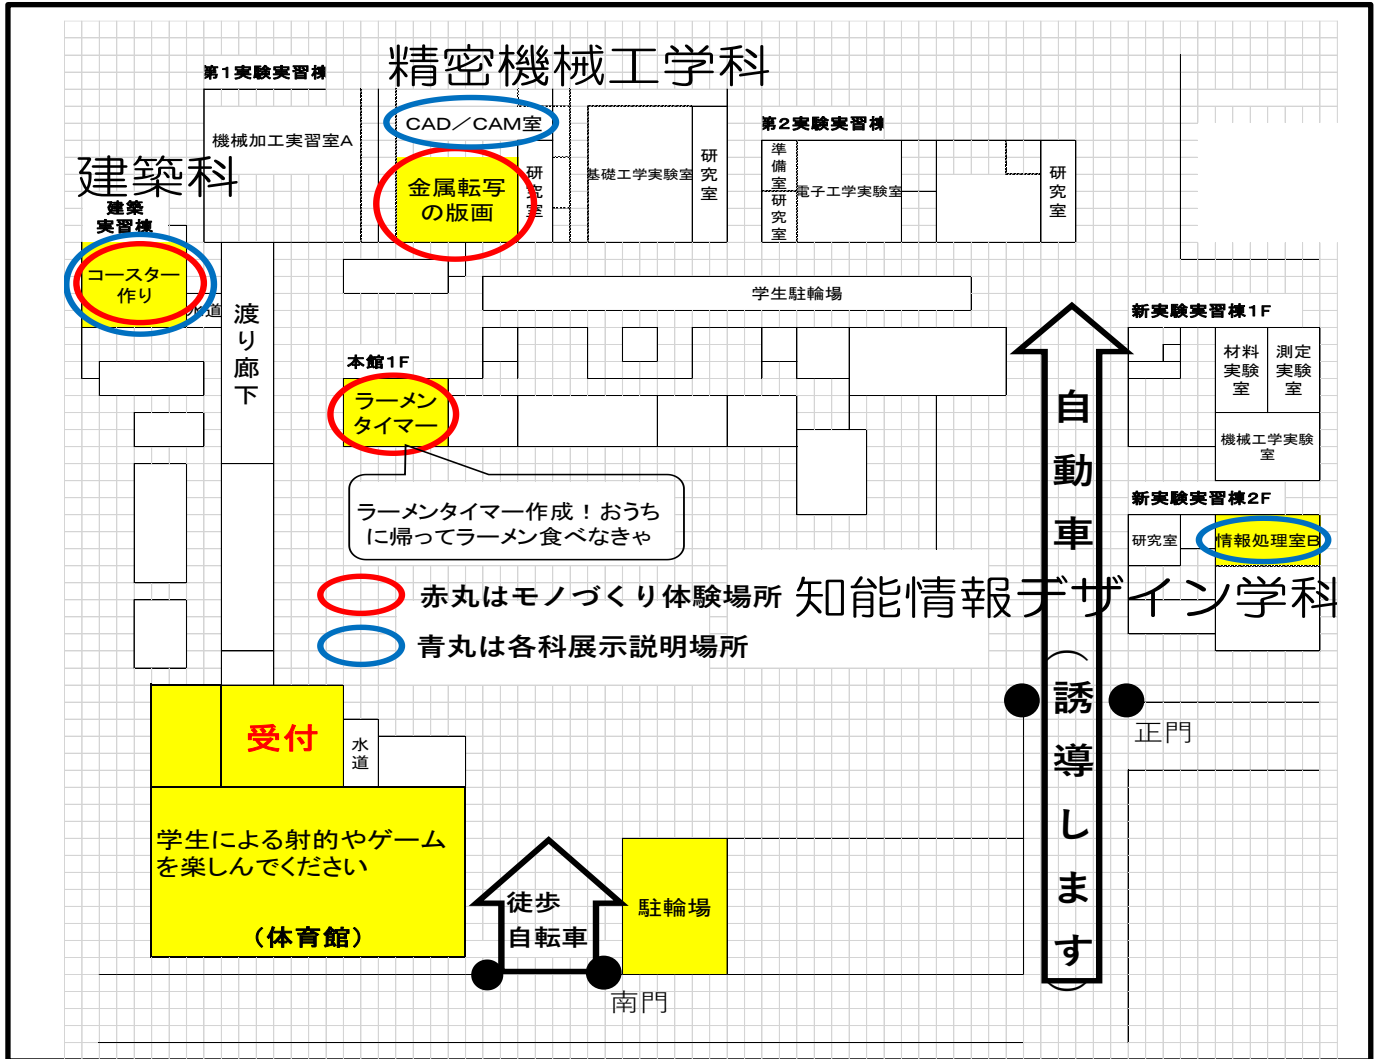 精密機械工学科
第1実験実習棟
CAD／CAM室
機械加工実習室A
第2実験実習棟
建築科
建築
実習棟
金属転写
の版画
研究室
基礎工学実験室
研究室
準備室
研究室
電子工学実験室
研究室
コースター
作り
水道
渡り廊下
学生駐輪場
新実験実習棟1F
材料
実験
室
測定
実験
室
機械工学実験
室
本館1F
ラーメン
タイマー
ラーメンタイマー作成！おうち
に帰ってラーメン食べなきゃ
新実験実習棟2F
研究室
情報処理室B
赤丸はモノづくり体験場所
知能情報デザイン学科
青丸は各科展示説明場所
自動車（誘導します）
正門
受付
水道
学生による射的やゲーム
を楽しんでください
（体育館）
徒歩
自転車
駐輪場
南門